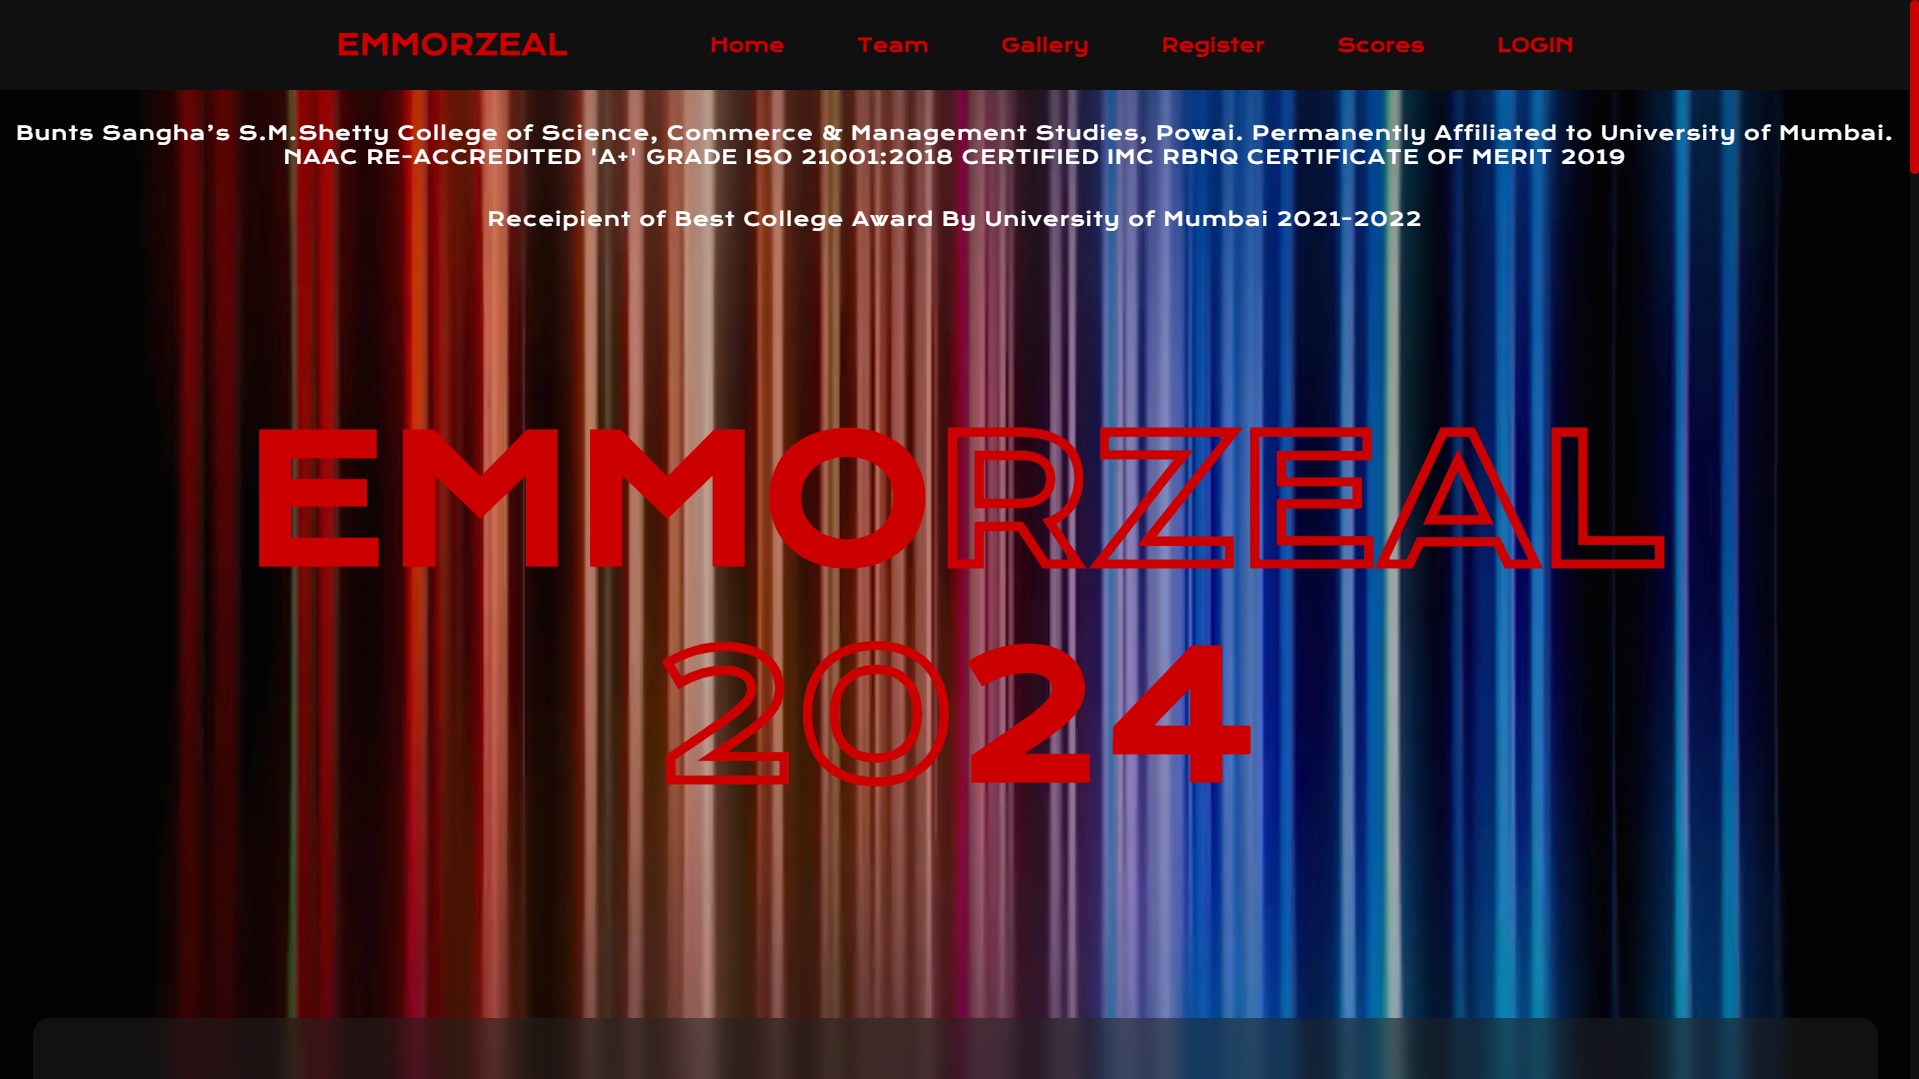 EMMORZEAL Home Team Gallery Register Scores LOGIN
Bunts Sangha’s S.M.Shetty College of Science, Commerce & Management Studies, Powai. Permanently Affiliated to University of Mumbai.
NAAC RE-ACCREDITED 'A+' GRADE ISO 21001:2018 CERTIFIED IMC RBNQ CERTIFICATE OF MERIT 2019
Receipient of Best College Award By University of Mumbai 2021-2022
EMMORZEAL
2024